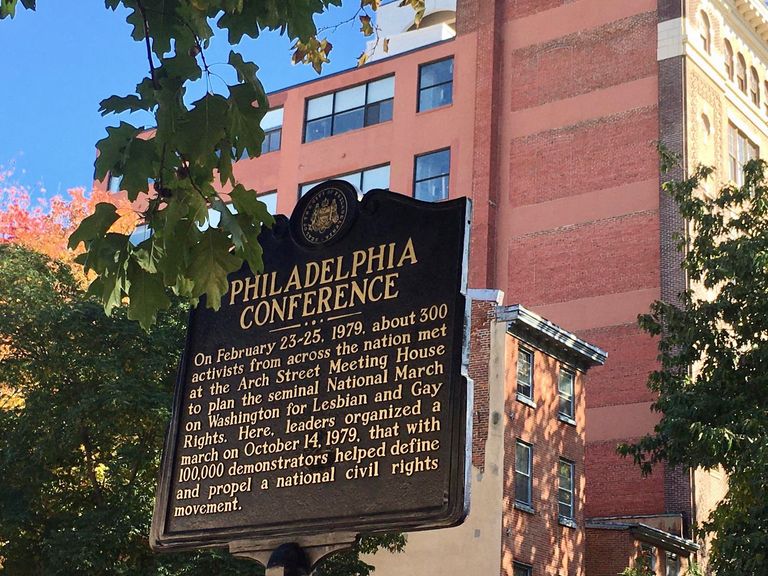 PHILADELPHIA
CONFERENCE
On February 23-25, 1979, about 300
activists from across the nation met
at the Arch Street Meeting House
to plan the seminal National March
on Washington for Lesbian and Gay
Rights. Here, leaders organized a
march on October 14, 1979, that with
100,000 demonstrators helped define
and propel a national civil rights
movement.